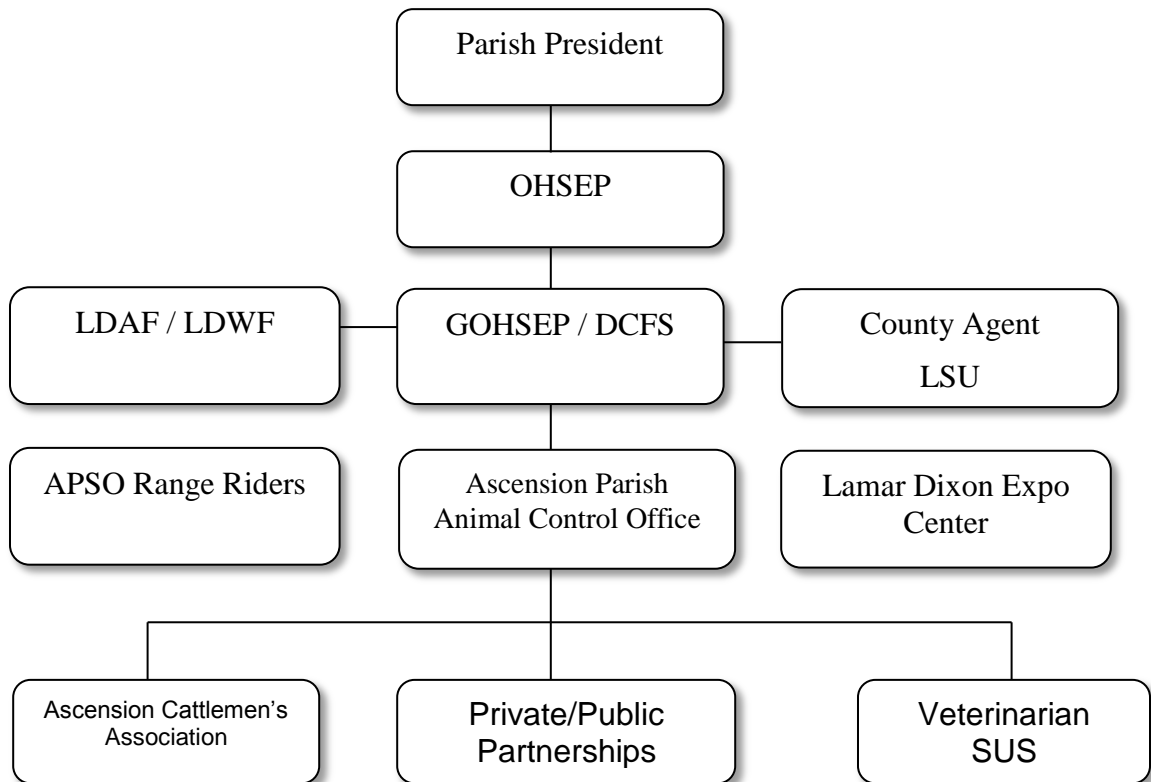 Parish President
OHSEP
LDAF / LDWF
GOHSEP / DCFS
County Agent
LSU
APSO Range Riders
Ascension Parish
Animal Control Office
Lamar Dixon Expo
Center
Ascension Cattlemen's
Association
Private/Public
Partnerships
Veterinarian
SUS